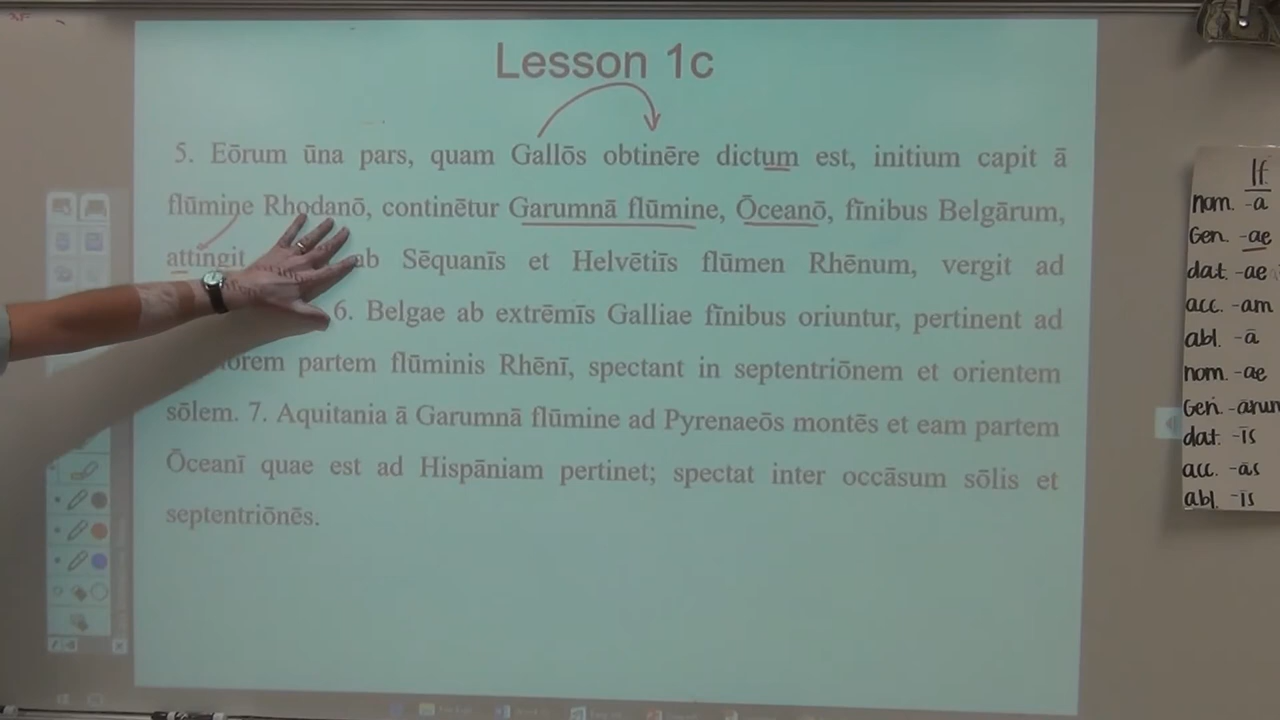 Lesson 1c
5. Eōrum ūna pars, quam Gallōs obtinēre dictum est, initium capit ā
flūmine Rhodanō, continētur Garumnā flūmine, Ōceanō, fīnibus Belgārum,
attingit ab Sēquanīs et Helvētiīs flūmen Rhēnum, vergit ad
6. Belgae ab extrēmīs Galliae fīnibus oriuntur, pertinent ad
partem flūminis Rhēnī, spectant in septentriōnem et orientem
sōlem. 7. Aquitania ā Garumnā flūmine ad Pyrenaeōs montēs et eam partem
Ōceanī quae est ad Hispāniam pertinet; spectat inter occāsum sōlis et
septentriōnēs.
1f
nom. -a
Gen. -ae
dat. -ae
acc. -am
abl. -ā
nom. -ae
Gen. -ārum
dat. -īs
acc. -ās
abl. -īs